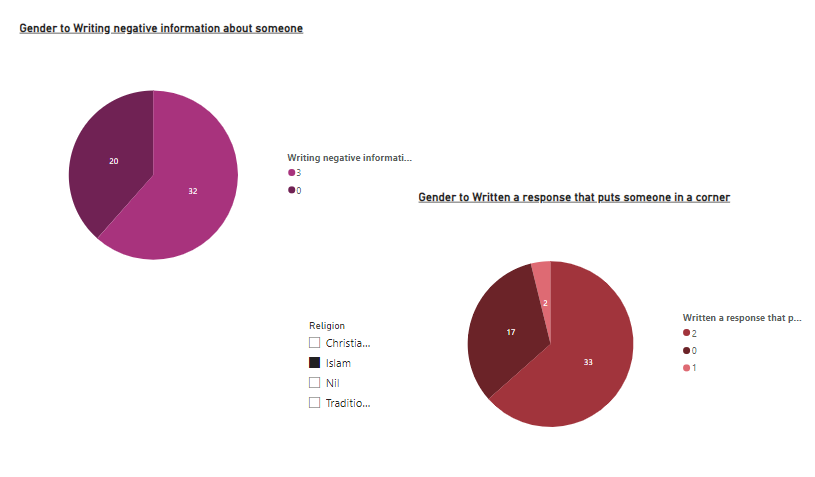 Gender to Writing negative information about someone
20
32
Writing negative informati...
3
0
Gender to Written a response that puts someone in a corner
2
17
33
Written a response that p...
2
0
1
Religion
Christia...
Islam
Nil
Traditio...